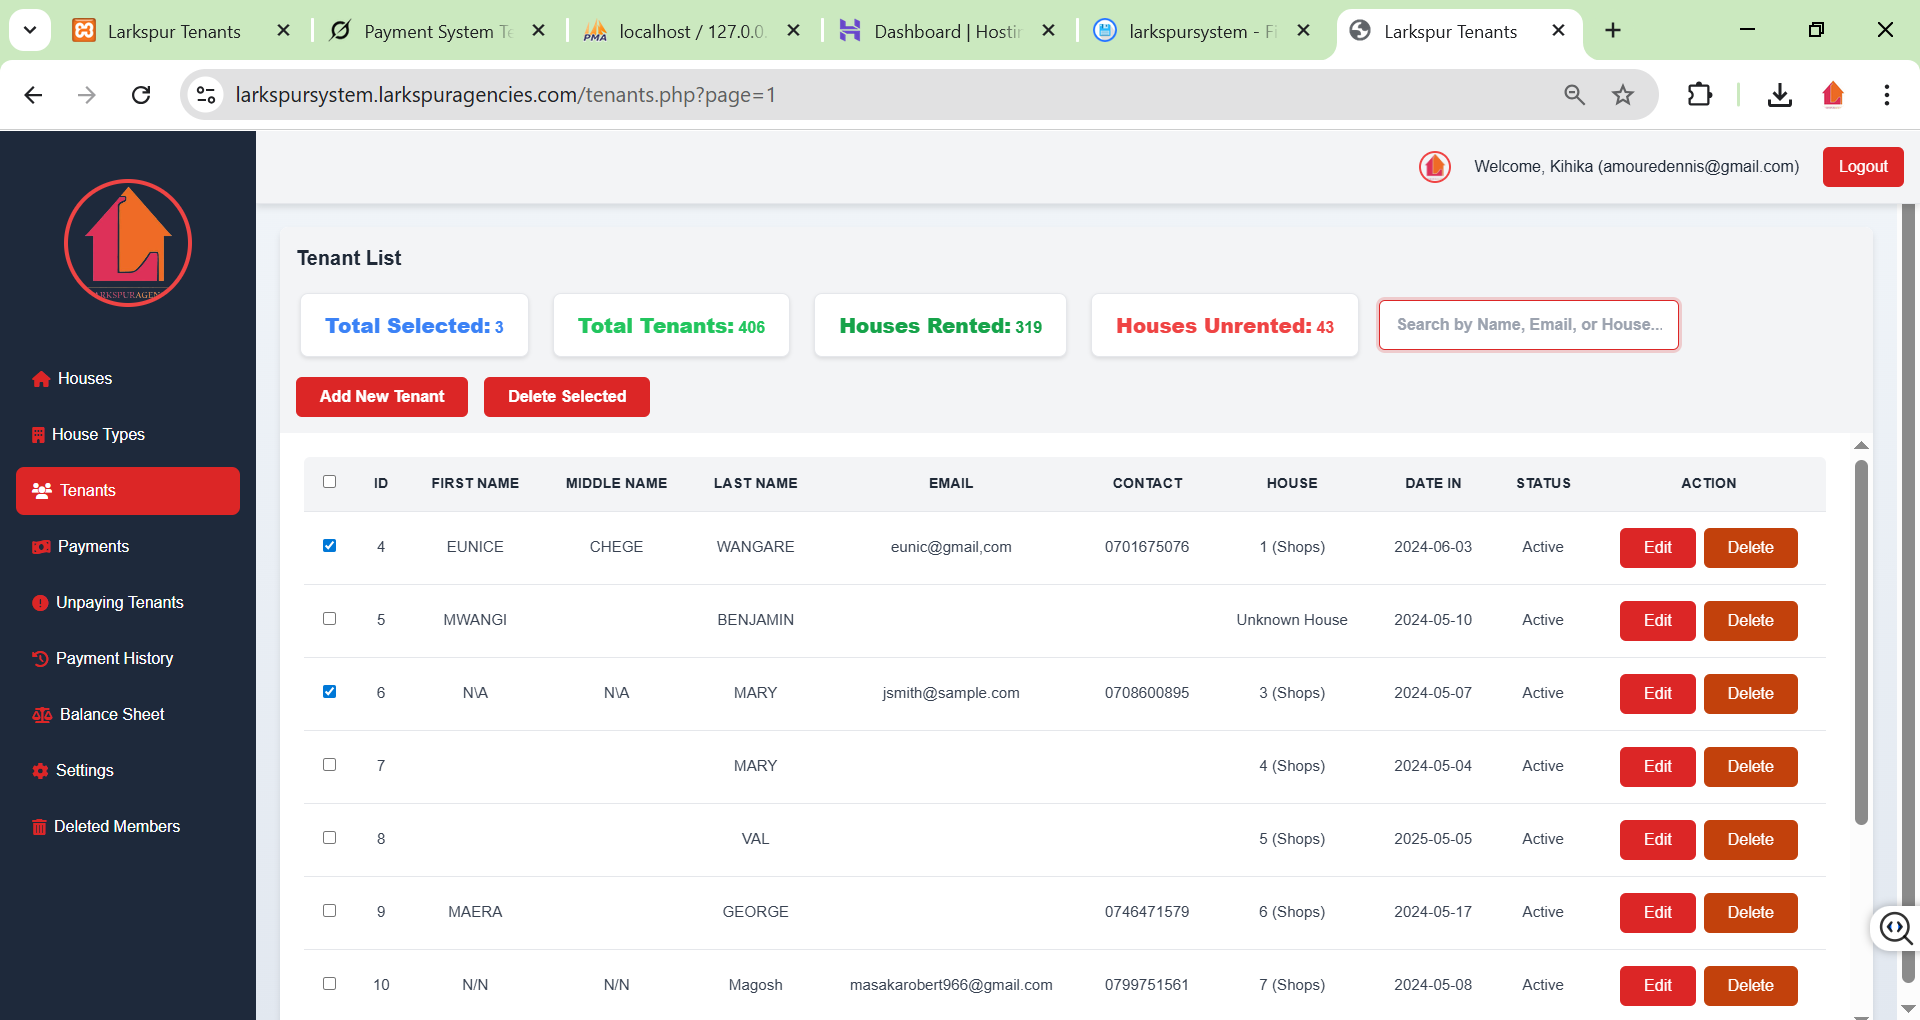 Larkspur Tenants
Payment System Te
localhost / 127.0.0.
Dashboard | Hostin
larkspursystem - Fi
Larkspur Tenants
larkspursystem.larkspuragencies.com/tenants.php?page=1
Welcome, Kihika (amouredennis@gmail.com)
Logout
Houses
House Types
Tenants
Payments
Unpaying Tenants
Payment History
Balance Sheet
Settings
Deleted Members
Tenant List
Total Selected: 3
Total Tenants: 406
Houses Rented: 319
Houses Unrented: 43
Search by Name, Email, or House...
Add New Tenant
Delete Selected
ID FIRST NAME MIDDLE NAME LAST NAME EMAIL CONTACT HOUSE DATE IN STATUS ACTION
4 EUNICE CHEGE WANGARE eunic@gmail,com 0701675076 1 (Shops) 2024-06-03 Active Edit Delete
5 MWANGI BENJAMIN Unknown House 2024-05-10 Active Edit Delete
6 N\A N\A MARY jsmith@sample.com 0708600895 3 (Shops) 2024-05-07 Active Edit Delete
7 MARY 4 (Shops) 2024-05-04 Active Edit Delete
8 VAL 5 (Shops) 2025-05-05 Active Edit Delete
9 MAERA GEORGE 0746471579 6 (Shops) 2024-05-17 Active Edit Delete
10 N/N N/N Magosh masakarobert966@gmail.com 0799751561 7 (Shops) 2024-05-08 Active Edit Delete